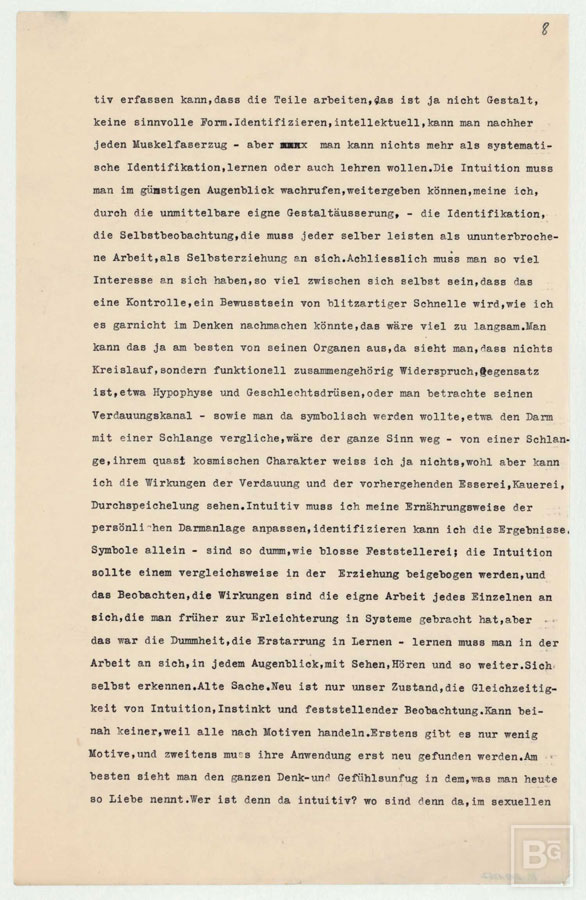 8
tiv erfassen kann,dass die Teile arbeiten,das ist ja nicht Gestalt,
keine sinnvolle Form.Identifizieren,intellektuell,kann man nachher
jeden Muskelfaserzug - aber man kann nichts mehr als systemati-
sche Identifikation,lernen oder auch lehren wollen.Die Intuition muss
man im günstigen Augenblick wachrufen,weitergeben können,meine ich,
durch die unmittelbare eigne Gestaltäusserung, - die Identifikation,
die Selbstbeobachtung,die muss jeder selber leisten als ununterbroche-
ne Arbeit,als Selbsterziehung an sich.Achliesslich muss man so viel
Interesse an sich haben,so viel zwischen sich selbst sein,dass das
eine Kontrolle,ein Bewusstsein von blitzartiger Schnelle wird,wie ich
es garnicht im Denken nachmachen könnte,das wäre viel zu langsam.Man
kann das ja am besten von seinen Organen aus,da sieht man,dass nichts
Kreislauf,sondern funktionell zusammengehörig Widerspruch,Gegensatz
ist,etwa Hypophyse und Geschlechtsdrüsen,oder man betrachte seinen
Verdauungskanal - sowie man da symbolisch werden wollte,etwa den Darm
mit einer Schlange vergliche,wäre der ganze Sinn weg - von einer Schlan-
ge,ihrem quasi kosmischen Charakter weiss ich ja nichts,wohl aber kann
ich die Wirkungen der Verdauung und der vorhergehenden Esserei,Kauerei,
Durchspeichelung sehen.Intuitiv muss ich meine Ernährungsweise der
persönlichen Darmanlage anpassen,identifizieren kann ich die Ergebnisse.
Symbole allein - sind so dumm,wie blosse Feststellerei; die Intuition
sollte einem vergleichsweise in der Erziehung beigebogen werden,und
das Beobachten,die Wirkungen sind die eigne Arbeit jedes Einzelnen an
sich,die man früher zur Erleichterung in Systeme gebracht hat,aber
das war die Dummheit,die Erstarrung in Lernen - lernen muss man in der
Arbeit an sich,in jedem Augenblick,mit Sehen,Hören und so weiter.Sich
selbst erkennen.Alte Sache.Neu ist nur unser Zustand,die Gleichzeitig-
keit von Intuition,Instinkt und feststellender Beobachtung.Kann bei-
nah keiner,weil alle nach Motiven handeln.Erstens gibt es nur wenig
Motive,und zweitens muss ihre Anwendung erst neu gefunden werden.Am
besten sieht man den ganzen Denk-und Gefühlsunfug in dem,was man heute
so Liebe nennt.Wer ist denn da intuitiv? wo sind denn da,im sexuellen
BG